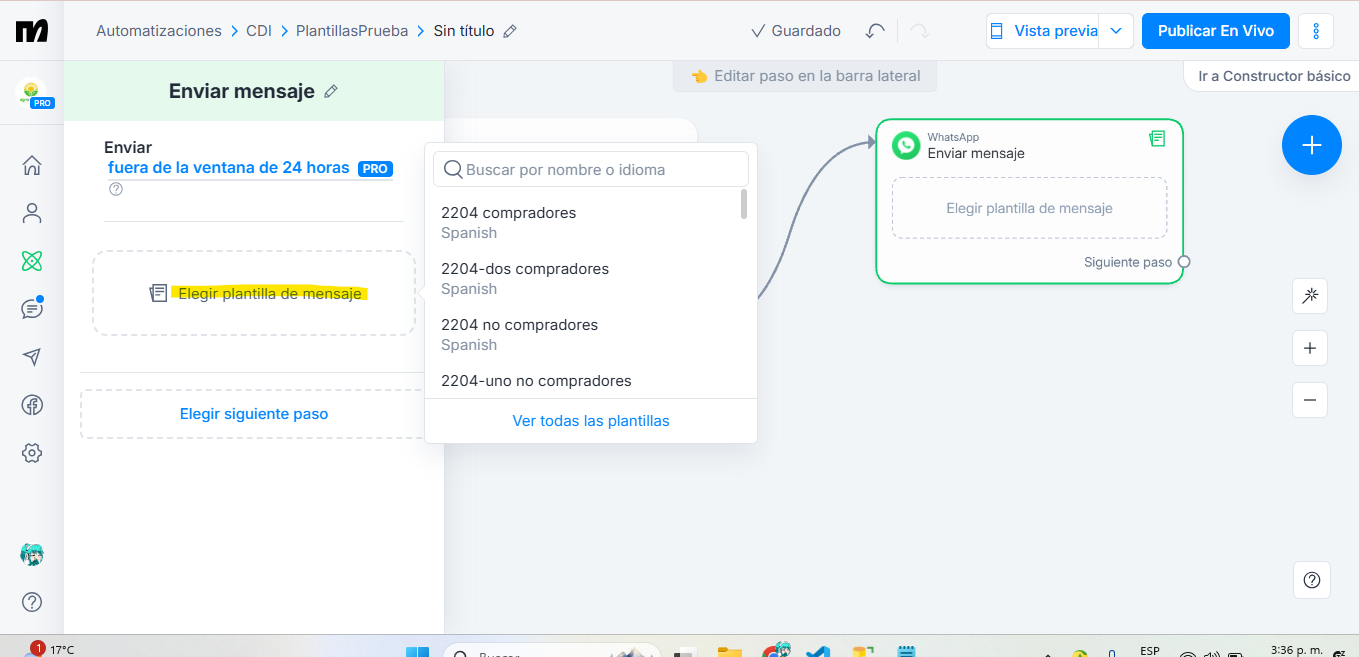 Automatizaciones > CDI > PlantillasPrueba > Sin título
Guardado
Vista previa
Publicar En Vivo
PRO
Enviar mensaje
👈 Editar paso en la barra lateral
Ir a Constructor básico
Enviar
fuera de la ventana de 24 horas PRO
Elegir plantilla de mensaje
Elegir siguiente paso
Buscar por nombre o idioma
2204 compradores
Spanish
2204-dos compradores
Spanish
2204 no compradores
Spanish
2204-uno no compradores
Ver todas las plantillas
WhatsApp
Enviar mensaje
Elegir plantilla de mensaje
Siguiente paso
1
17°C
Buscar
ESP
3:36 p. m.